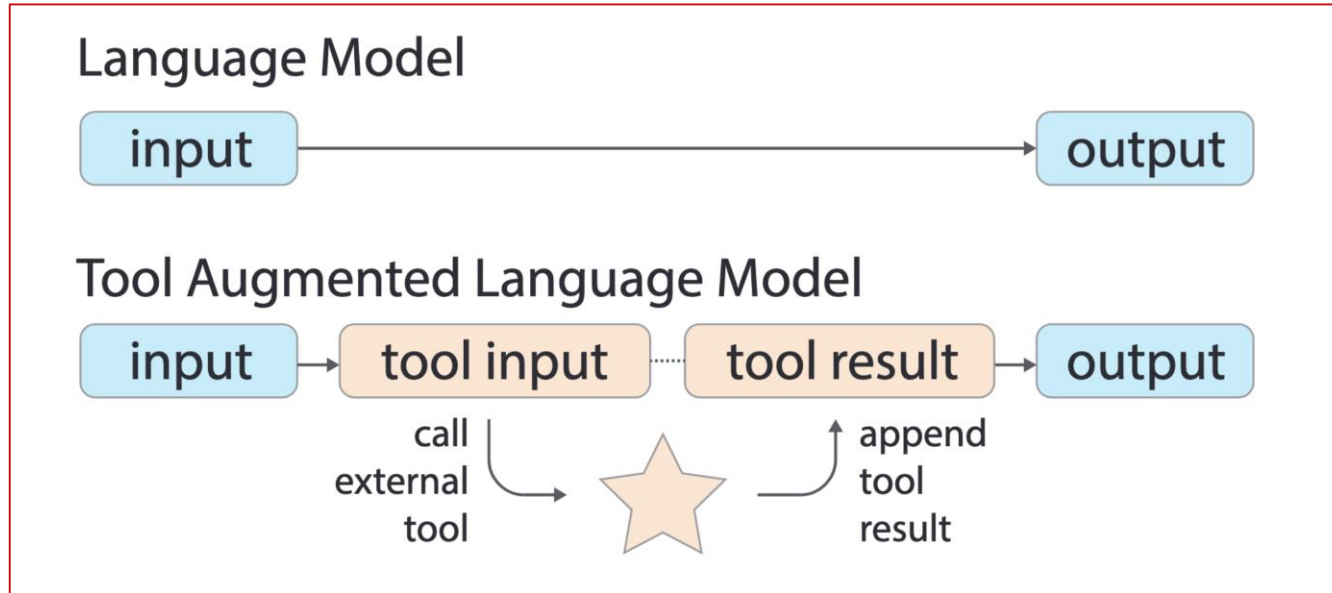 Language Model
input output
Tool Augmented Language Model
input tool input tool result output
call
external
tool
append
tool
result